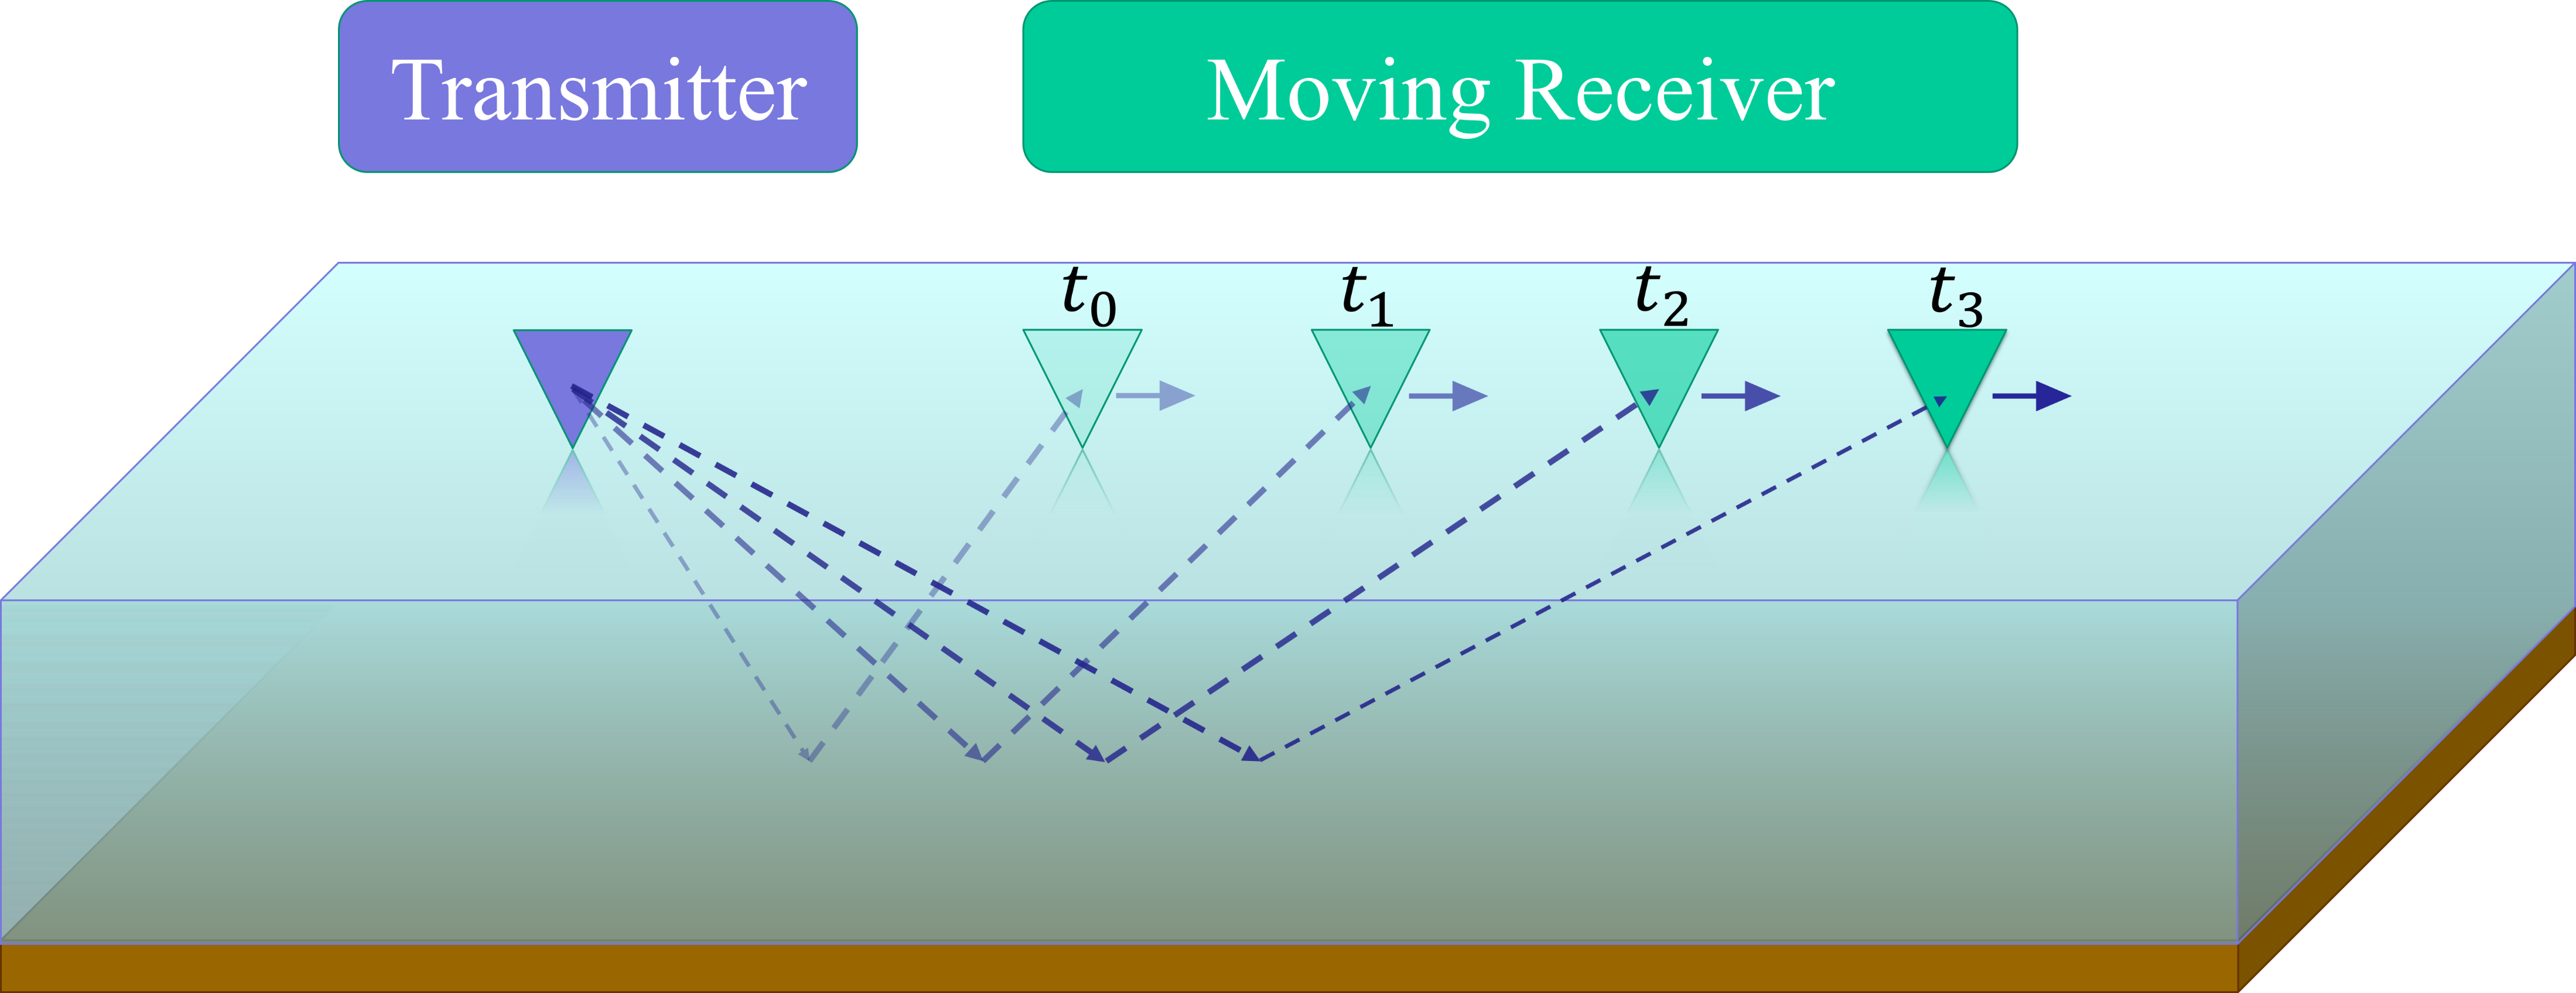 Transmitter
Moving Receiver
t₀ t₁ t₂ t₃